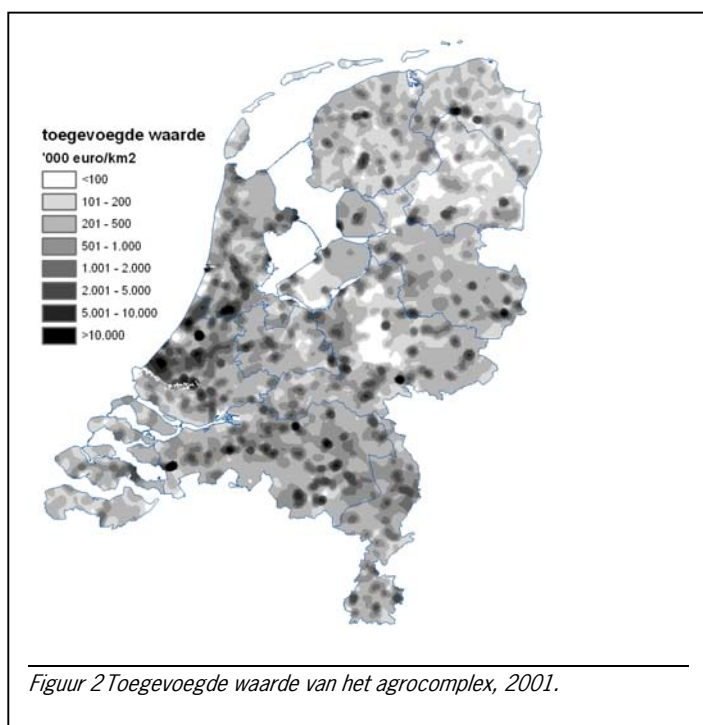 toegevoegde waarde
'000 euro/km2
<100
101 - 200
201 - 500
501 - 1.000
1.001 - 2.000
2.001 - 5.000
5.001 - 10.000
>10.000
Figuur 2 Toegevoegde waarde van het agrocomplex, 2001.